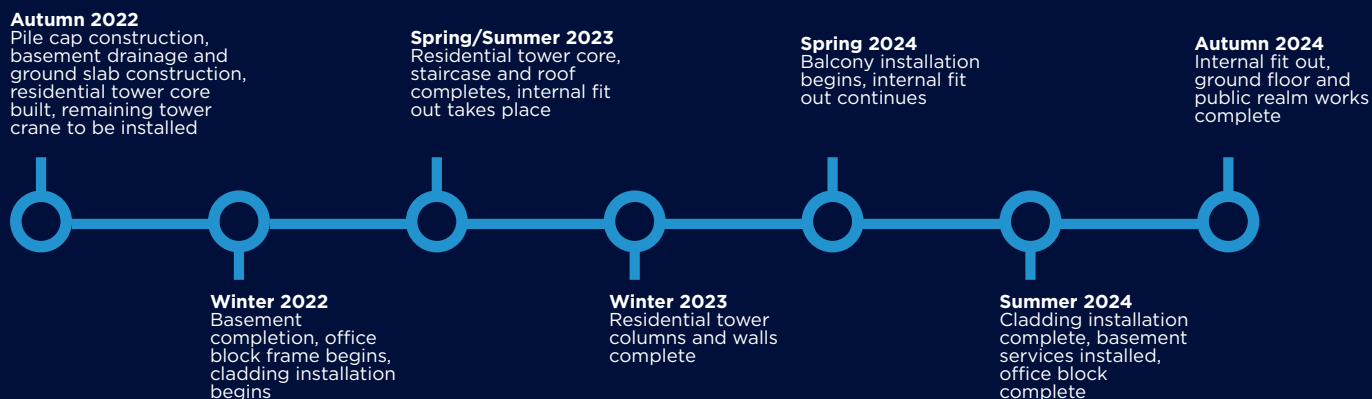 Autumn 2022
Pile cap construction,
basement drainage and
ground slab construction,
residential tower core
built, remaining tower
crane to be installed
Winter 2022
Basement
completion, office
block frame begins,
cladding installation
begins
Spring/Summer 2023
Residential tower core,
staircase and roof
completes, internal fit
out takes place
Winter 2023
Residential tower
columns and walls
complete
Spring 2024
Balcony installation
begins, internal fit
out continues
Summer 2024
Cladding installation
complete, basement
services installed,
office block
complete
Autumn 2024
Internal fit out,
ground floor and
public realm works
complete